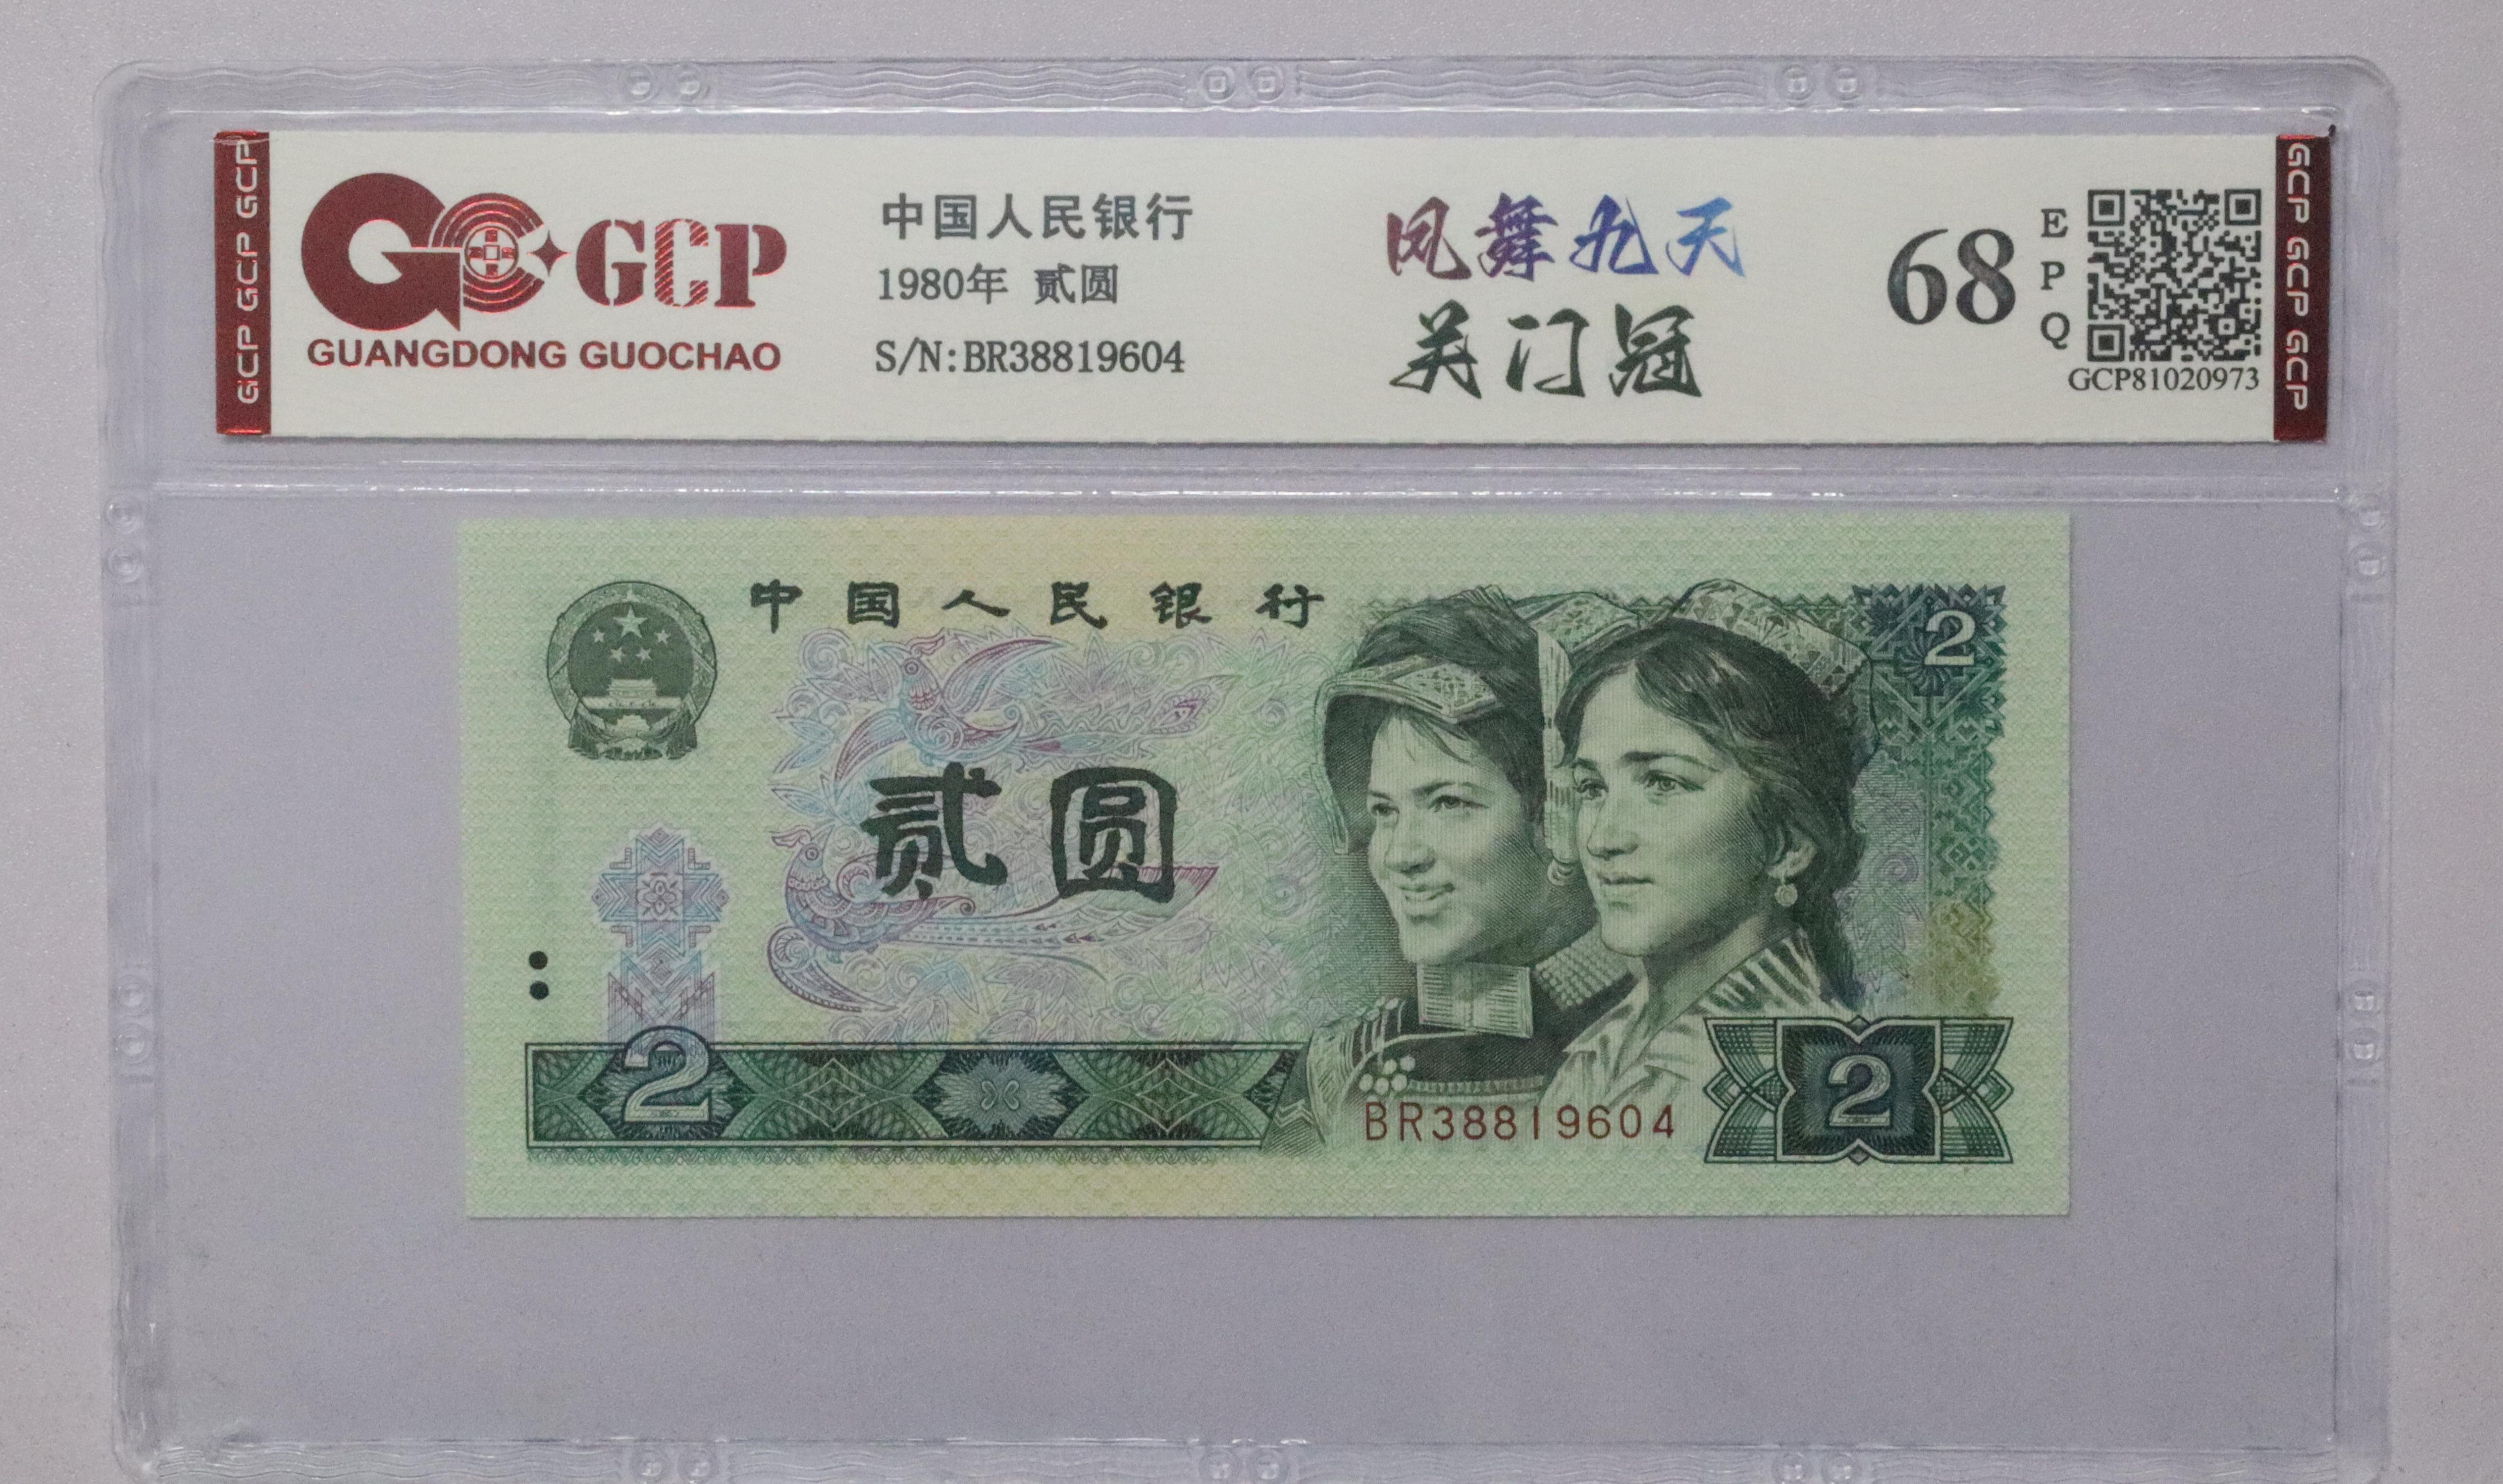 GCP GCP GCP
GCP
GUANGDONG GUOCHAO
中国人民银行
1980年 贰圆
S/N:BR38819604
凤舞九天
关门冠
68
EPQ
GCP81020973
GCP GCP GCP
中国人民银行
2
贰圆
2
BR38819604
2